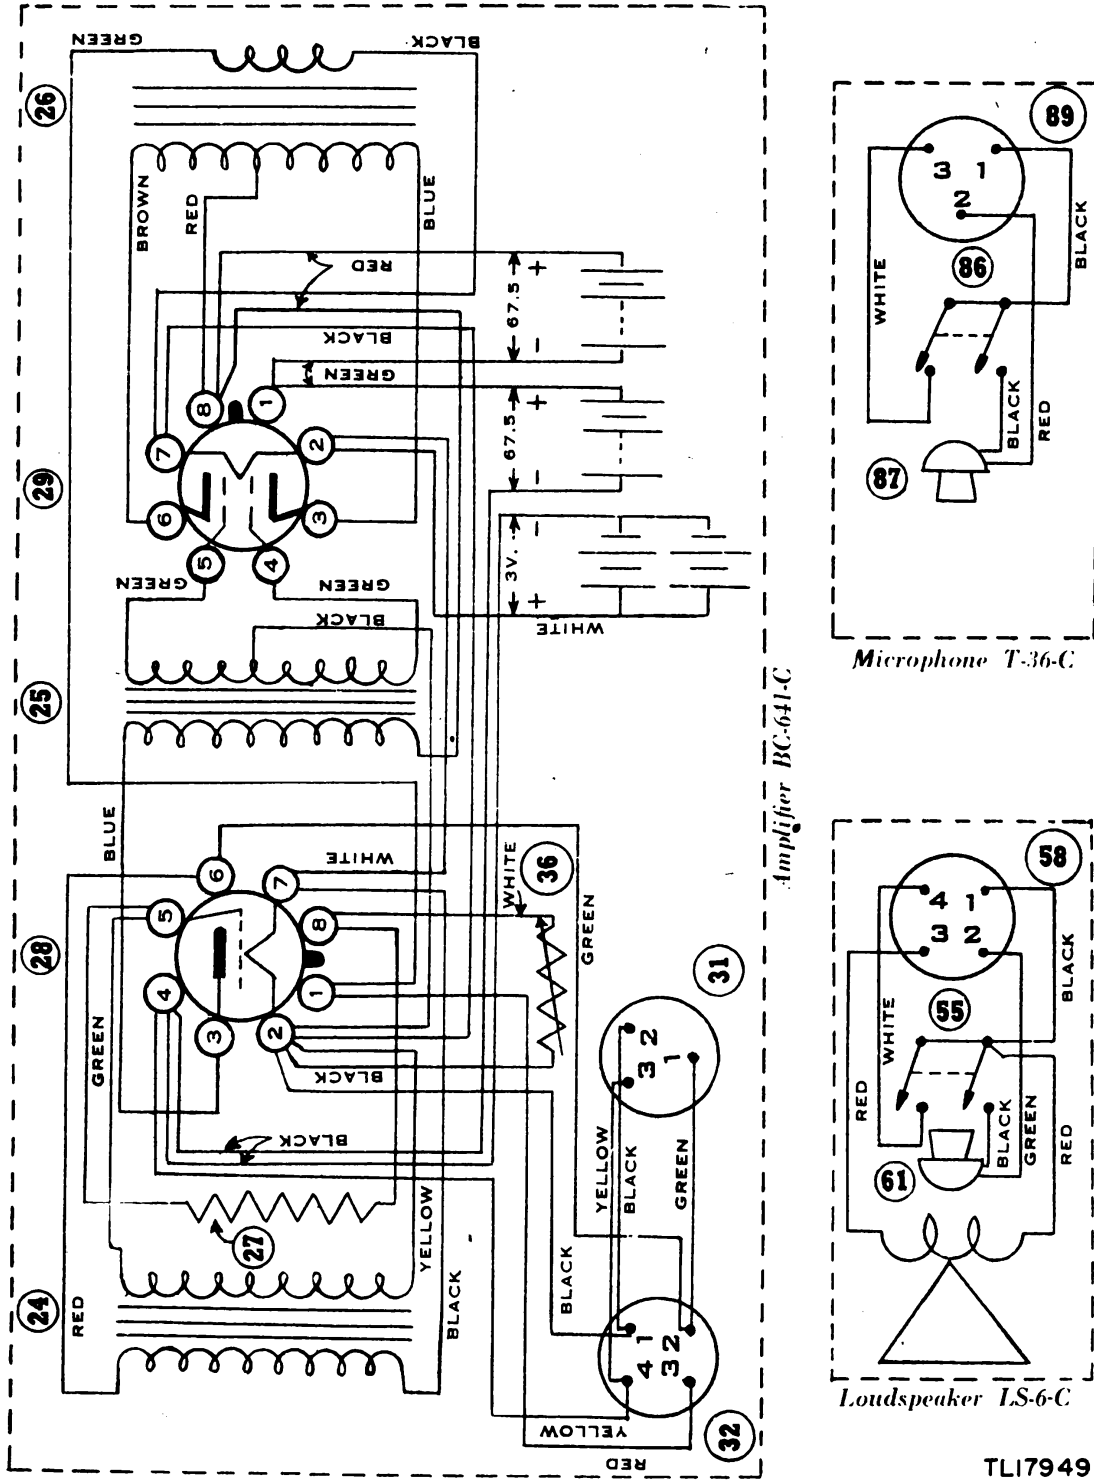 GREEN
BLACK
26
BROWN
RED
BLUE
RED
BLACK
GREEN
67.5
+
–
67.5
+
–
3V.
–
+
WHITE
29
8
1
7
2
6
3
5
4
GREEN
GREEN
BLACK
25
BLUE
WHITE
6
7
5
8
4
1
3
2
28
GREEN
BLACK
WHITE
36
GREEN
BLACK
27
YELLOW
24
RED
BLACK
BLACK
YELLOW
BLACK
GREEN
31
2
3
1
1
2
4
3
32
YELLOW
RED
Amplifier BC-641-C
89
3
1
2
86
WHITE
BLACK
BLACK
RED
87
Microphone T-36-C
58
4
1
3
2
55
WHITE
RED
BLACK
BLACK
GREEN
RED
61
Loudspeaker LS-6-C
TL17949